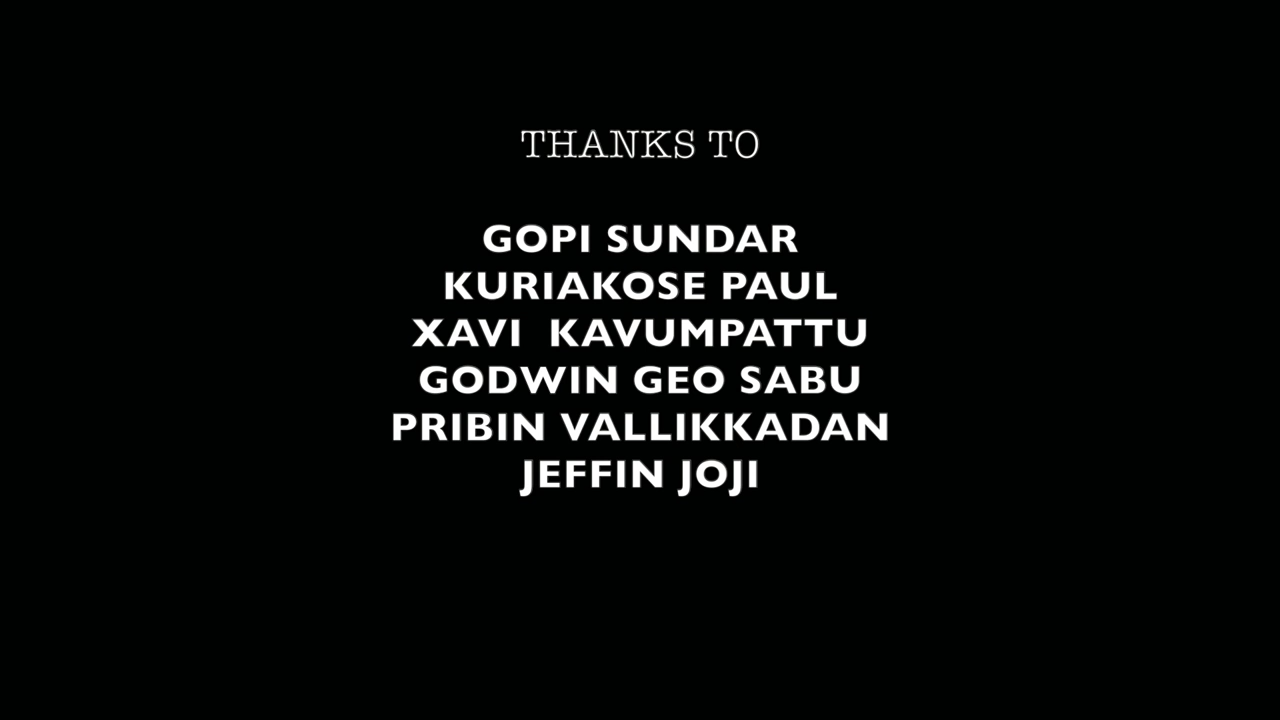 THANKS TO
GOPI SUNDAR
KURIAKOSE PAUL
XAVI  KAVUMPATTU
GODWIN GEO SABU
PRIBIN VALLIKKADAN
JEFFIN JOJI